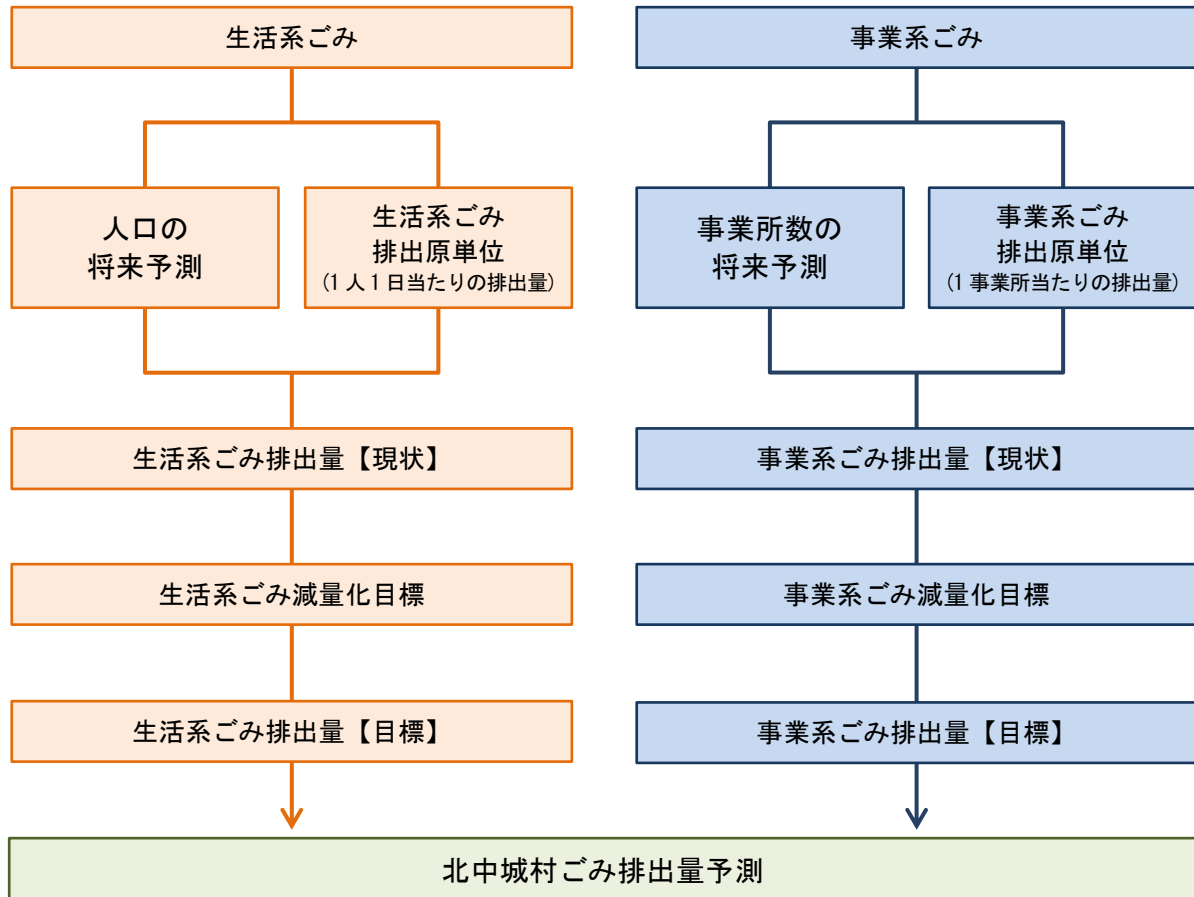 生活系ごみ
事業系ごみ
人口の
将来予測
生活系ごみ
排出原単位
(1人1日当たりの排出量)
事業所数の
将来予測
事業系ごみ
排出原単位
(1事業所当たりの排出量)
生活系ごみ排出量【現状】
事業系ごみ排出量【現状】
生活系ごみ減量化目標
事業系ごみ減量化目標
生活系ごみ排出量【目標】
事業系ごみ排出量【目標】
北中城村ごみ排出量予測